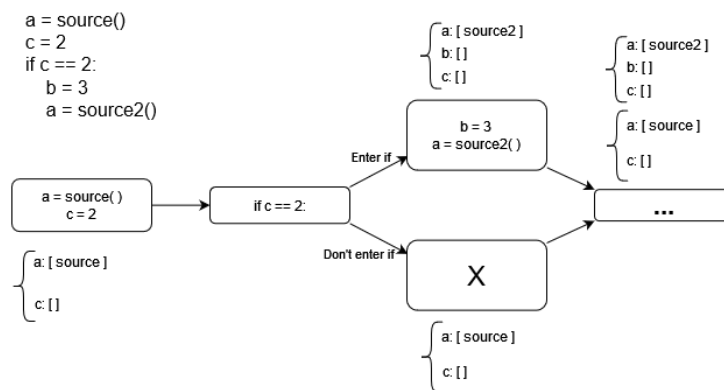 a = source()
c = 2
if c == 2:
b = 3
a = source2()
a: [ source2 ]
b: [ ]
c: [ ]
a: [ source2 ]
b: [ ]
c: [ ]
a: [ source ]
c: [ ]
b = 3
a = source2( )
Enter if
a = source( )
c = 2
if c == 2:
...
Don't enter if
X
a: [ source ]
c: [ ]
a: [ source ]
c: [ ]